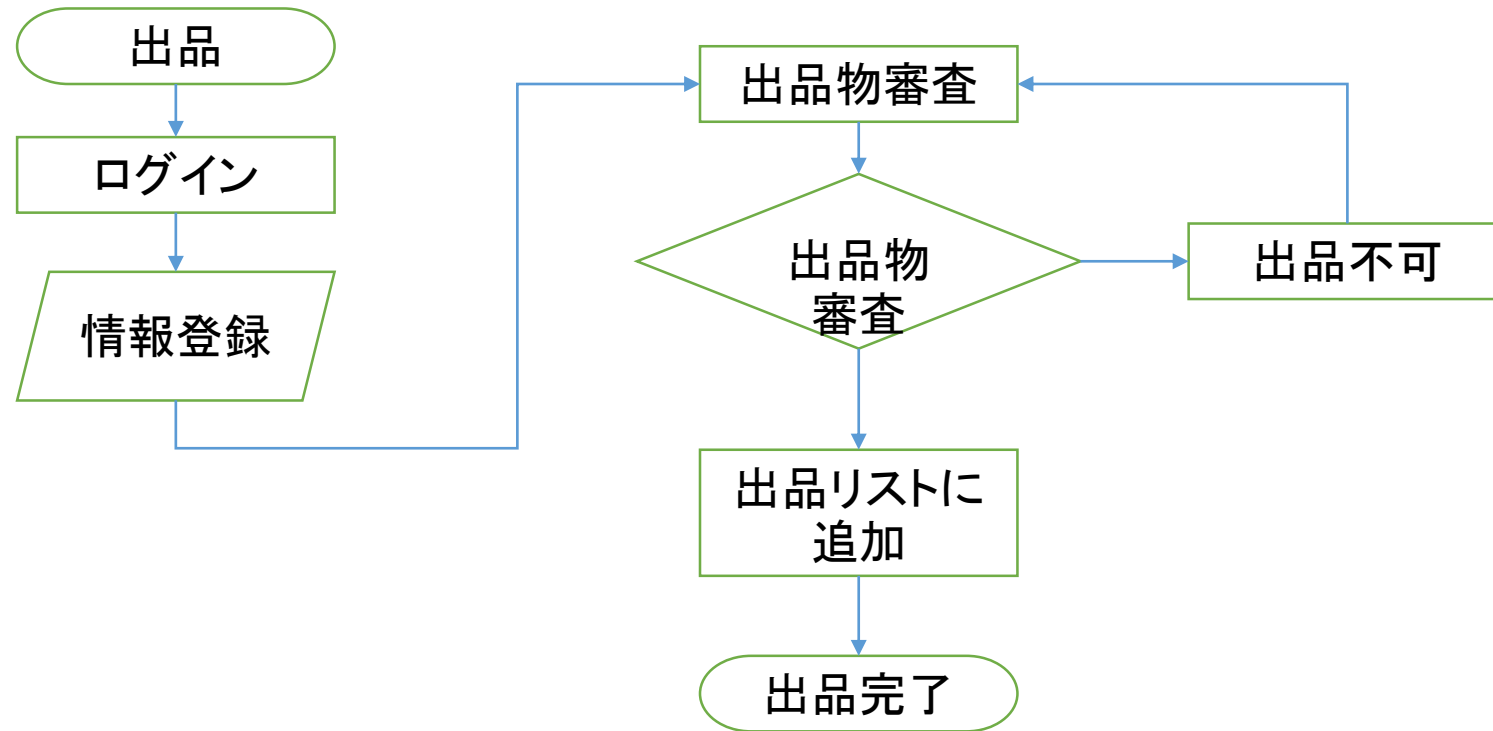 出品
ログイン
情報登録
出品物審査
出品物
審査
出品不可
出品リストに
追加
出品完了